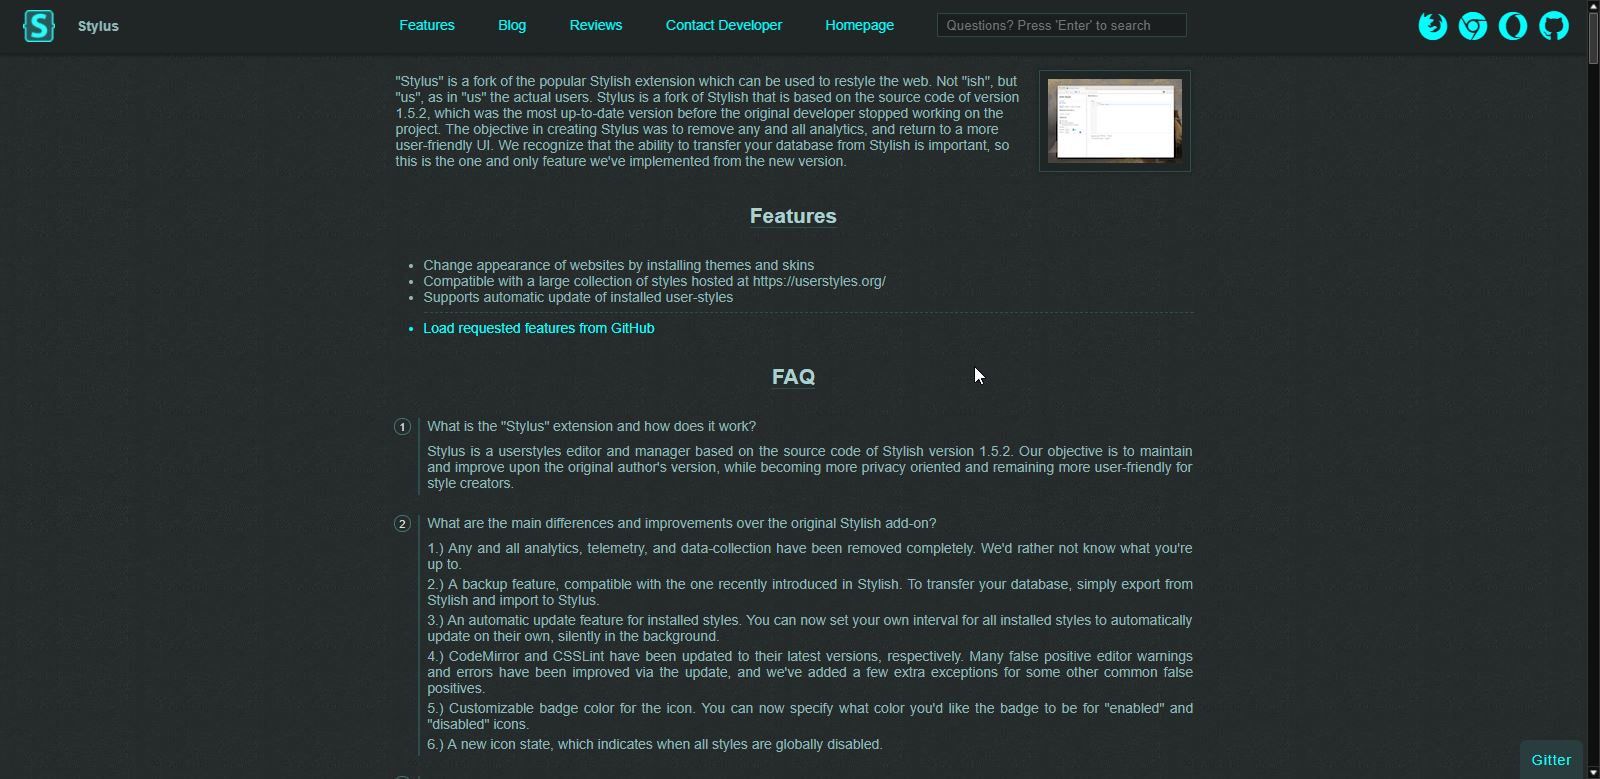 S Stylus Features Blog Reviews Contact Developer Homepage Questions? Press 'Enter' to search
"Stylus" is a fork of the popular Stylish extension which can be used to restyle the web. Not "ish", but
"us", as in "us" the actual users. Stylus is a fork of Stylish that is based on the source code of version
1.5.2, which was the most up-to-date version before the original developer stopped working on the
project. The objective in creating Stylus was to remove any and all analytics, and return to a more
user-friendly UI. We recognize that the ability to transfer your database from Stylish is important, so
this is the one and only feature we've implemented from the new version.
Features
• Change appearance of websites by installing themes and skins
• Compatible with a large collection of styles hosted at https://userstyles.org/
• Supports automatic update of installed user-styles
• Load requested features from GitHub
FAQ
1 What is the "Stylus" extension and how does it work?
Stylus is a userstyles editor and manager based on the source code of Stylish version 1.5.2. Our objective is to maintain
and improve upon the original author's version, while becoming more privacy oriented and remaining more user-friendly for
style creators.
2 What are the main differences and improvements over the original Stylish add-on?
1.) Any and all analytics, telemetry, and data-collection have been removed completely. We'd rather not know what you're
up to.
2.) A backup feature, compatible with the one recently introduced in Stylish. To transfer your database, simply export from
Stylish and import to Stylus.
3.) An automatic update feature for installed styles. You can now set your own interval for all installed styles to automatically
update on their own, silently in the background.
4.) CodeMirror and CSSLint have been updated to their latest versions, respectively. Many false positive editor warnings
and errors have been improved via the update, and we've added a few extra exceptions for some other common false
positives.
5.) Customizable badge color for the icon. You can now specify what color you'd like the badge to be for "enabled" and
"disabled" icons.
6.) A new icon state, which indicates when all styles are globally disabled.
Gitter